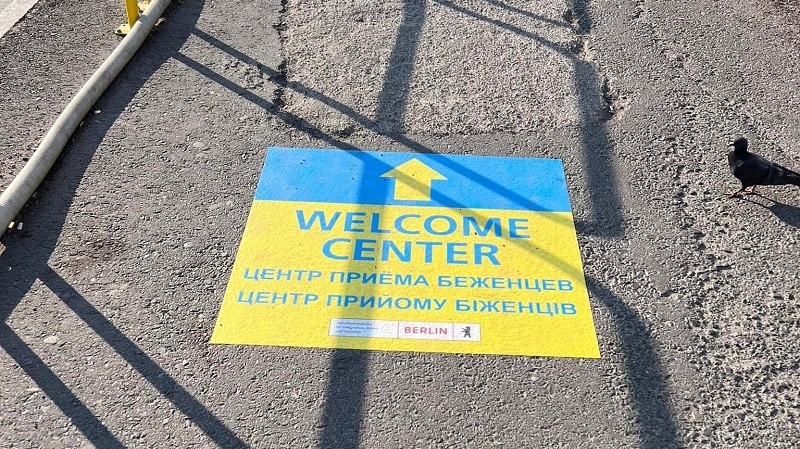 WELCOME
CENTER
ЦЕНТР ПРИЁМА БЕЖЕНЦЕВ
ЦЕНТР ПРИЙОМУ БІЖЕНЦІВ
BERLIN